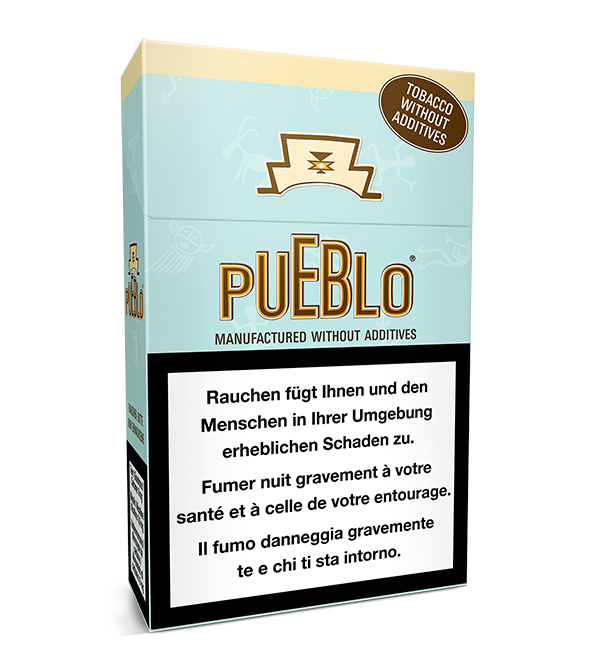 TOBACCO
WITHOUT
ADDITIVES
PUEBLO®
MANUFACTURED WITHOUT ADDITIVES
Rauchen fügt Ihnen und den
Menschen in Ihrer Umgebung
erheblichen Schaden zu.
Fumer nuit gravement à votre
santé et à celle de votre entourage.
Il fumo danneggia gravemente
te e chi ti sta intorno.
PUEBLO